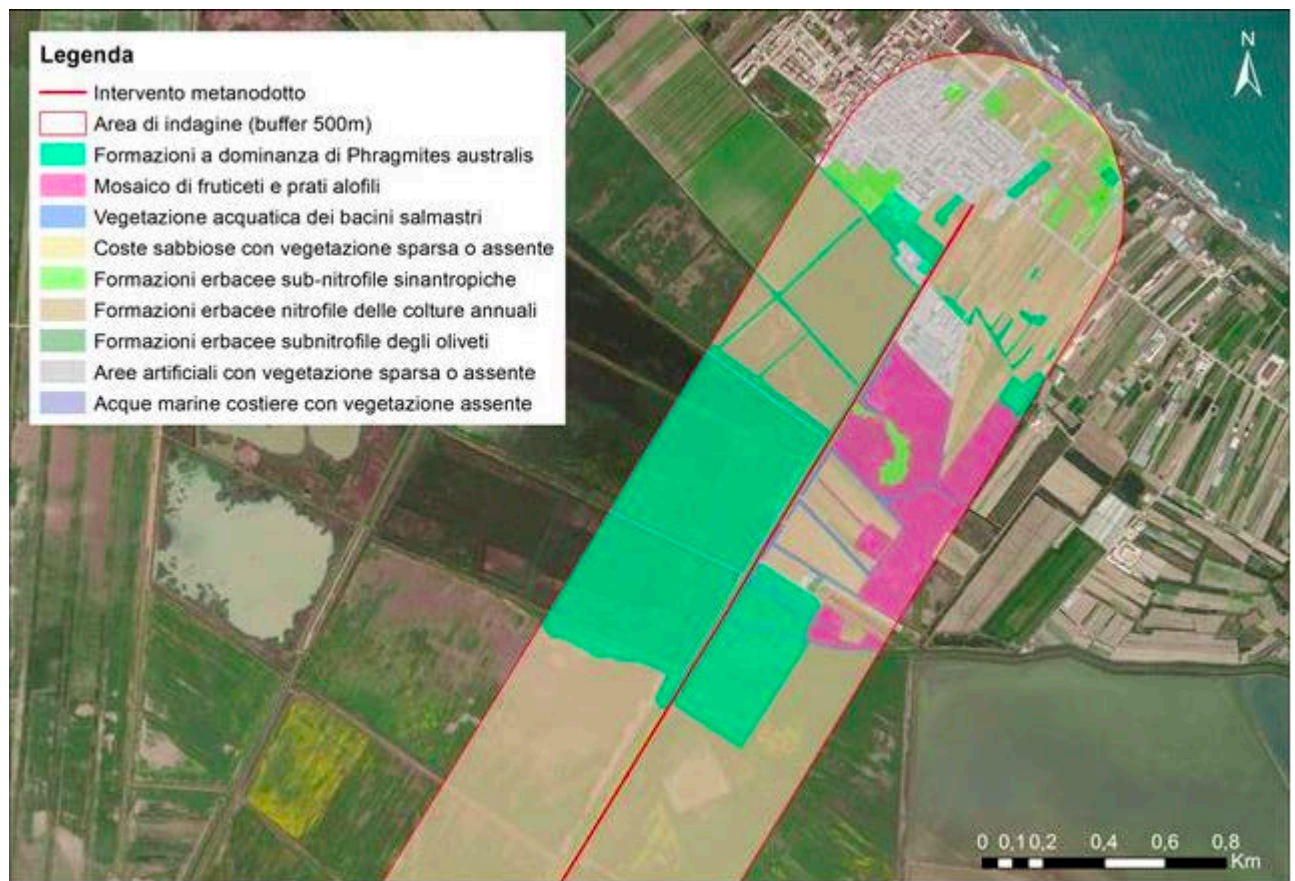 Legenda
Intervento metanodotto
Area di indagine (buffer 500m)
Formazioni a dominanza di Phragmites australis
Mosaico di fruticeti e prati alofili
Vegetazione acquatica dei bacini salmastri
Coste sabbiose con vegetazione sparsa o assente
Formazioni erbacee sub-nitrofile sinantropiche
Formazioni erbacee nitrofile delle colture annuali
Formazioni erbacee subnitrofile degli oliveti
Aree artificiali con vegetazione sparsa o assente
Acque marine costiere con vegetazione assente
N
0 0,1 0,2 0,4 0,6 0,8
Km